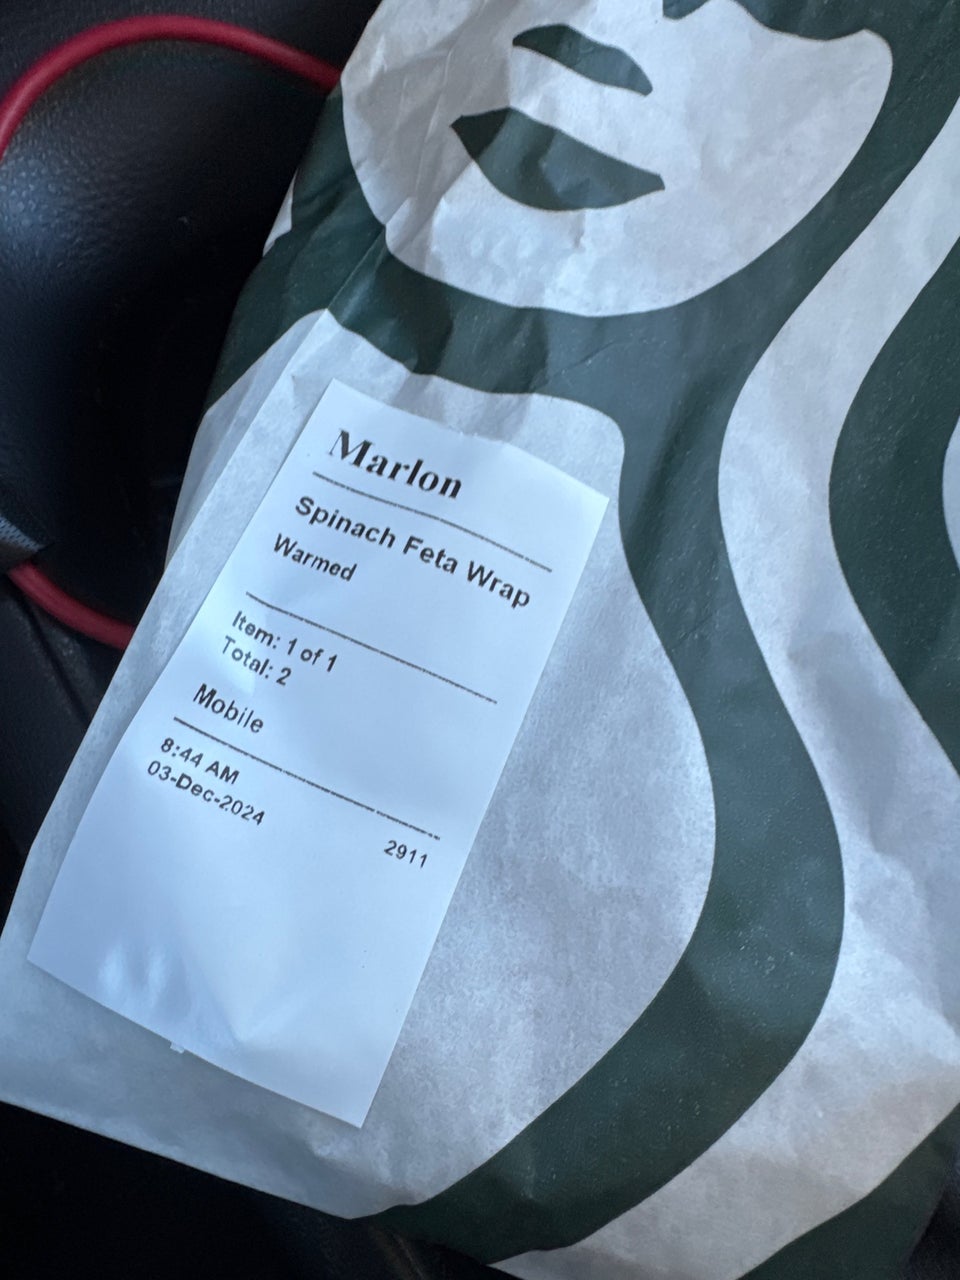 Marlon
Spinach Feta Wrap
Warmed
Item: 1 of 1
Total: 2
Mobile
8:44 AM
03-Dec-2024
2911